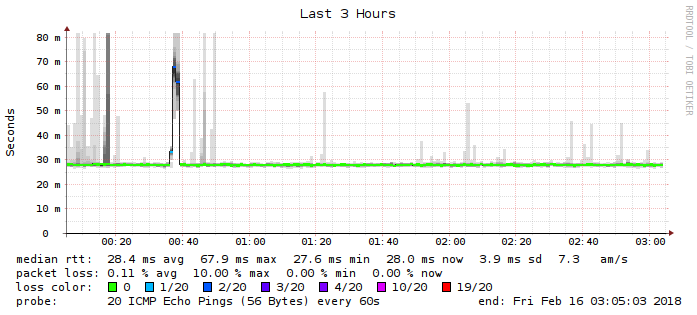 Last 3 Hours
RRDTOOL / TOBI OETIKER
Seconds
80 m
70 m
60 m
50 m
40 m
30 m
20 m
10 m
0
00:20 00:40 01:00 01:20 01:40 02:00 02:20 02:40 03:00
median rtt: 28.4 ms avg 67.9 ms max 27.6 ms min 28.0 ms now 3.9 ms sd 7.3 am/s
packet loss: 0.11 % avg 10.00 % max 0.00 % min 0.00 % now
loss color: 0 1/20 2/20 3/20 4/20 10/20 19/20
probe: 20 ICMP Echo Pings (56 Bytes) every 60s end: Fri Feb 16 03:05:03 2018